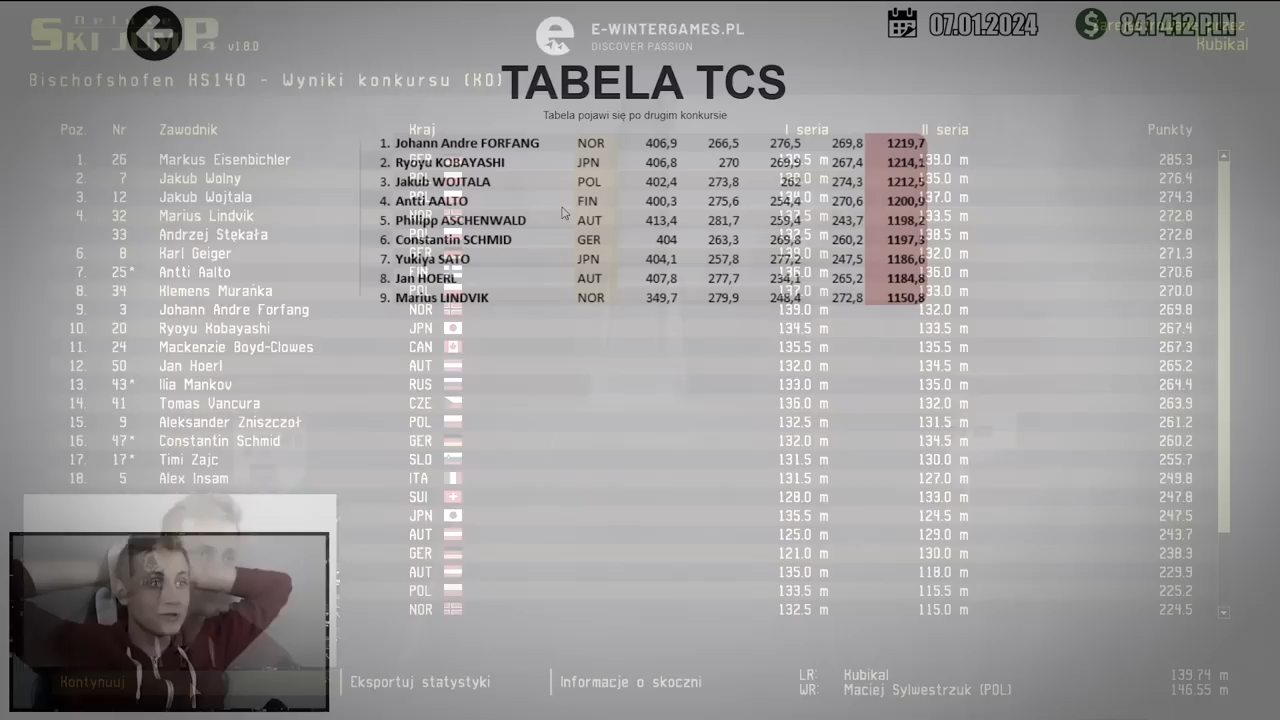 Deluxe
SKI JUMP 4 v1.8.0
E-WINTERGAMES.PL
DISCOVER PASSION
07.01.2024
841 412 PLN
Kubikal
Bischofshofen HS140 - Wyniki konkursu (KO)
TABELA TCS
Tabela pojawi się po drugim konkursie
Poz. Nr Zawodnik Kraj I seria II seria Punkty
1. Johann Andre FORFANG NOR 406,9 266,5 276,5 269,8 1219,7
2. Ryoyu KOBAYASHI JPN 406,8 270 269,9 267,4 1214,1
3. Jakub WOJTALA POL 402,4 273,8 262 274,3 1212,5
4. Antti AALTO FIN 400,3 275,6 254,4 270,6 1200,9
5. Philipp ASCHENWALD AUT 413,4 281,7 259,4 243,7 1198,2
6. Constantin SCHMID GER 404 263,3 269,8 260,2 1197,3
7. Yukiya SATO JPN 404,1 257,8 277,2 247,5 1186,6
8. Jan HOERL AUT 407,8 277,7 234,1 265,2 1184,8
9. Marius LINDVIK NOR 349,7 279,9 248,4 272,8 1150,8
1. 26 Markus Eisenbichler 139.0 m 285.3
2. 7 Jakub Wolny 135.0 m 276.4
3. 12 Jakub Wojtala 137.0 m 274.3
4. 32 Marius Lindvik 133.5 m 272.8
33 Andrzej Stękała 138.5 m 272.8
6. 8 Karl Geiger 132.0 m 271.3
7. 25* Antti Aalto 136.0 m 136.0 m 270.6
8. 34 Klemens Murańka 133.0 m 270.0
9. 3 Johann Andre Forfang NOR 139.0 m 132.0 m 269.8
10. 20 Ryoyu Kobayashi JPN 134.5 m 133.5 m 267.4
11. 24 Mackenzie Boyd-Clowes CAN 135.5 m 135.5 m 267.3
12. 50 Jan Hoerl AUT 132.0 m 134.5 m 265.2
13. 43* Ilia Mankov RUS 133.0 m 135.0 m 264.4
14. 41 Tomas Vancura CZE 136.0 m 132.0 m 263.9
15. 9 Aleksander Zniszczoł POL 132.5 m 131.5 m 261.2
16. 47* Constantin Schmid GER 132.0 m 134.5 m 260.2
17. 17* Timi Zajc SLO 131.5 m 130.0 m 255.7
18. 5 Alex Insam ITA 131.5 m 127.0 m 249.8
SUI 128.0 m 133.0 m 247.8
JPN 135.5 m 124.5 m 247.5
AUT 125.0 m 129.0 m 243.7
GER 121.0 m 130.0 m 238.3
AUT 135.0 m 118.0 m 229.9
POL 133.5 m 115.5 m 225.2
NOR 132.5 m 115.0 m 224.5
Kontynuuj Eksportuj statystyki Informacje o skoczni
LR: Kubikal 139.74 m
WR: Maciej Sylwestrzuk (POL) 146.55 m